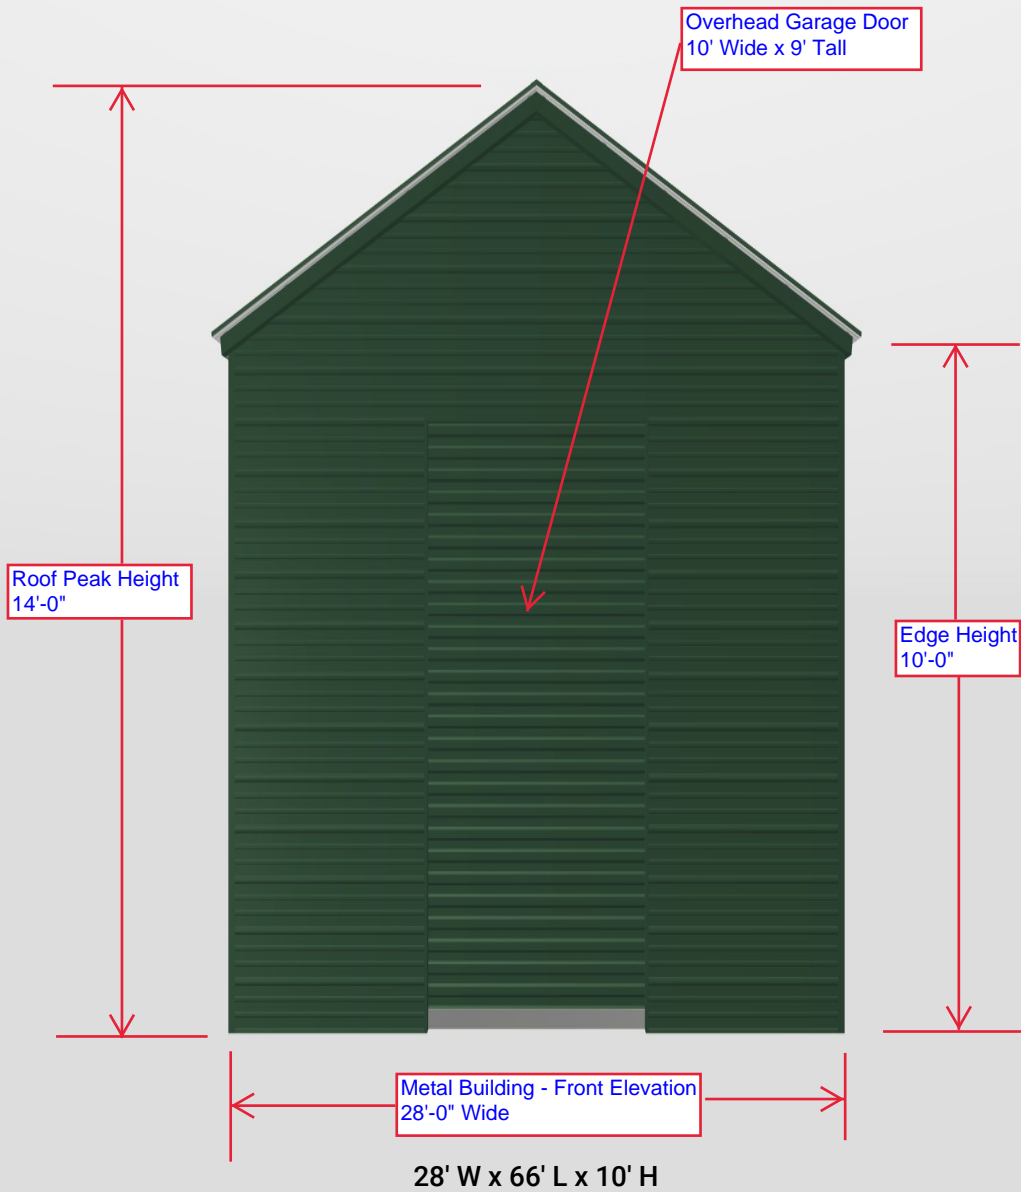 Overhead Garage Door
10' Wide x 9' Tall
Roof Peak Height
14'-0"
Edge Height
10'-0"
Metal Building - Front Elevation
28'-0" Wide
28' W x 66' L x 10' H